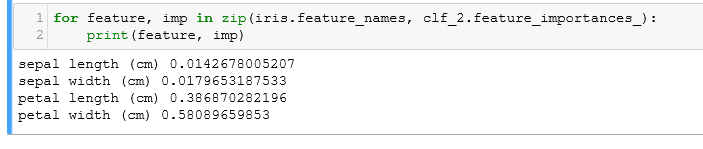 1 for feature, imp in zip(iris.feature_names, clf_2.feature_importances_):
2     print(feature, imp)
sepal length (cm) 0.0142678005207
sepal width (cm) 0.0179653187533
petal length (cm) 0.386870282196
petal width (cm) 0.58089659853